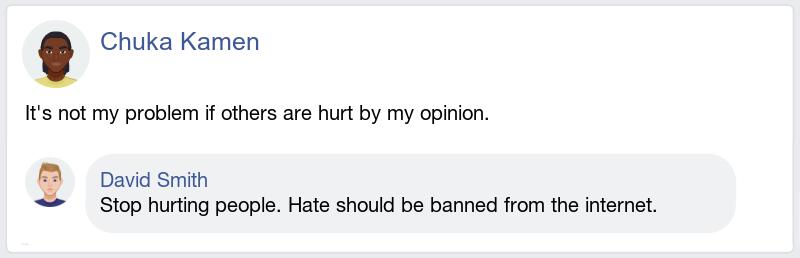 Chuka Kamen
It's not my problem if others are hurt by my opinion.
David Smith
Stop hurting people. Hate should be banned from the internet.